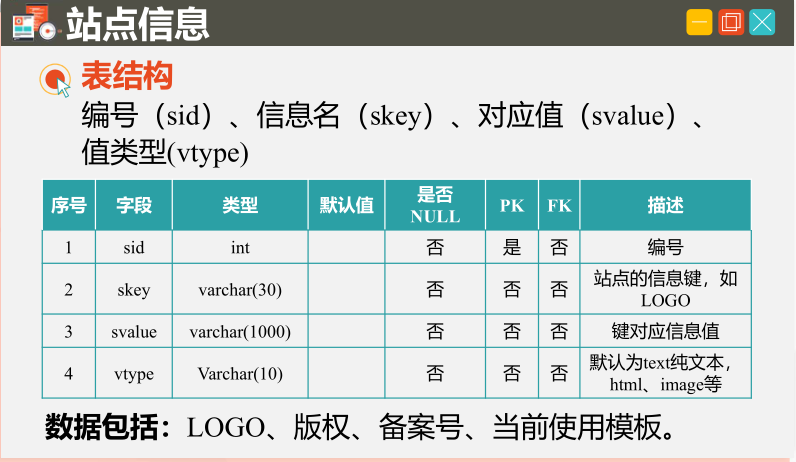 站点信息
表结构
编号（sid）、信息名（skey）、对应值（svalue）、
值类型(vtype)
序号 字段 类型 默认值 是否NULL PK FK 描述
1 sid int 否 是 否 编号
2 skey varchar(30) 否 否 否 站点的信息键，如LOGO
3 svalue varchar(1000) 否 否 否 键对应信息值
4 vtype Varchar(10) 否 否 否 默认为text纯文本，html、image等
数据包括：LOGO、版权、备案号、当前使用模板。